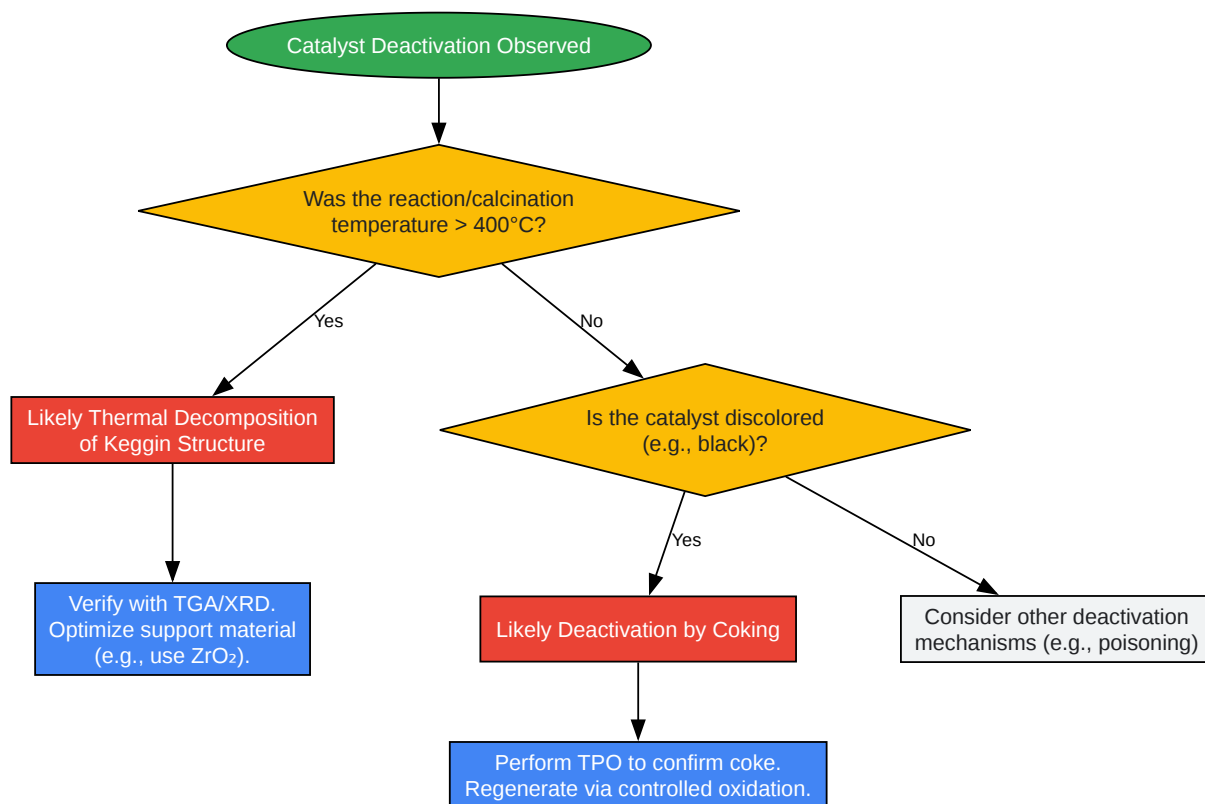 Catalyst Deactivation Observed
Was the reaction/calcination
temperature > 400°C?
Yes
No
Likely Thermal Decomposition
of Keggin Structure
Is the catalyst discolored
(e.g., black)?
Yes
No
Verify with TGA/XRD.
Optimize support material
(e.g., use ZrO₂).
Likely Deactivation by Coking
Consider other deactivation
mechanisms (e.g., poisoning)
Perform TPO to confirm coke.
Regenerate via controlled oxidation.